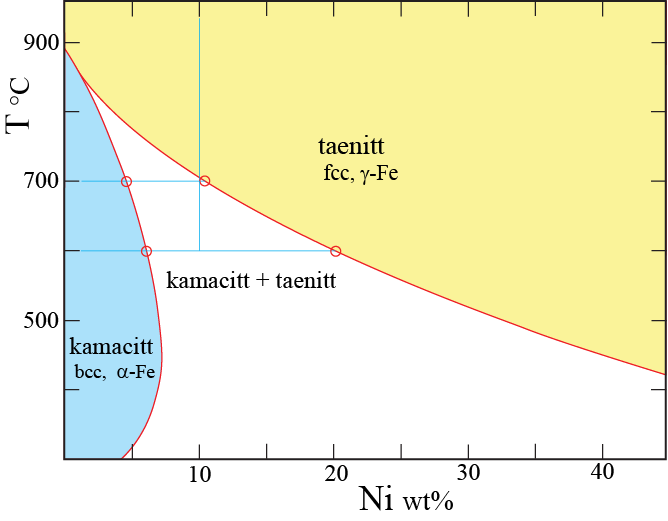 900
T °C
taenitt
fcc, γ-Fe
700
kamacitt + taenitt
500
kamacitt
bcc, α-Fe
10 20 30 40
Ni wt%